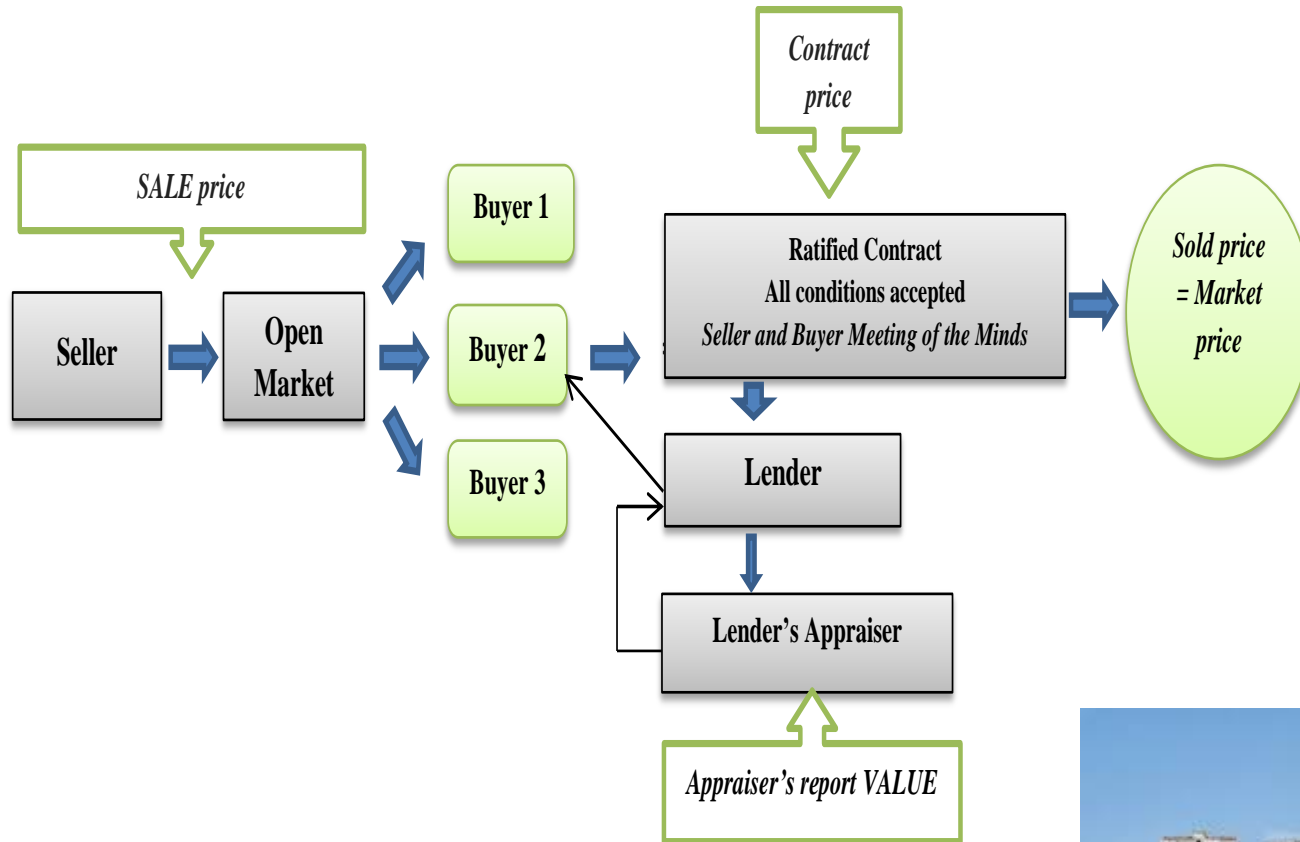 Contract
price
SALE price
Buyer 1
Ratified Contract
All conditions accepted
Seller and Buyer Meeting of the Minds
Sold price
= Market
price
Seller
Open
Market
Buyer 2
Buyer 3
Lender
Lender’s Appraiser
Appraiser’s report VALUE